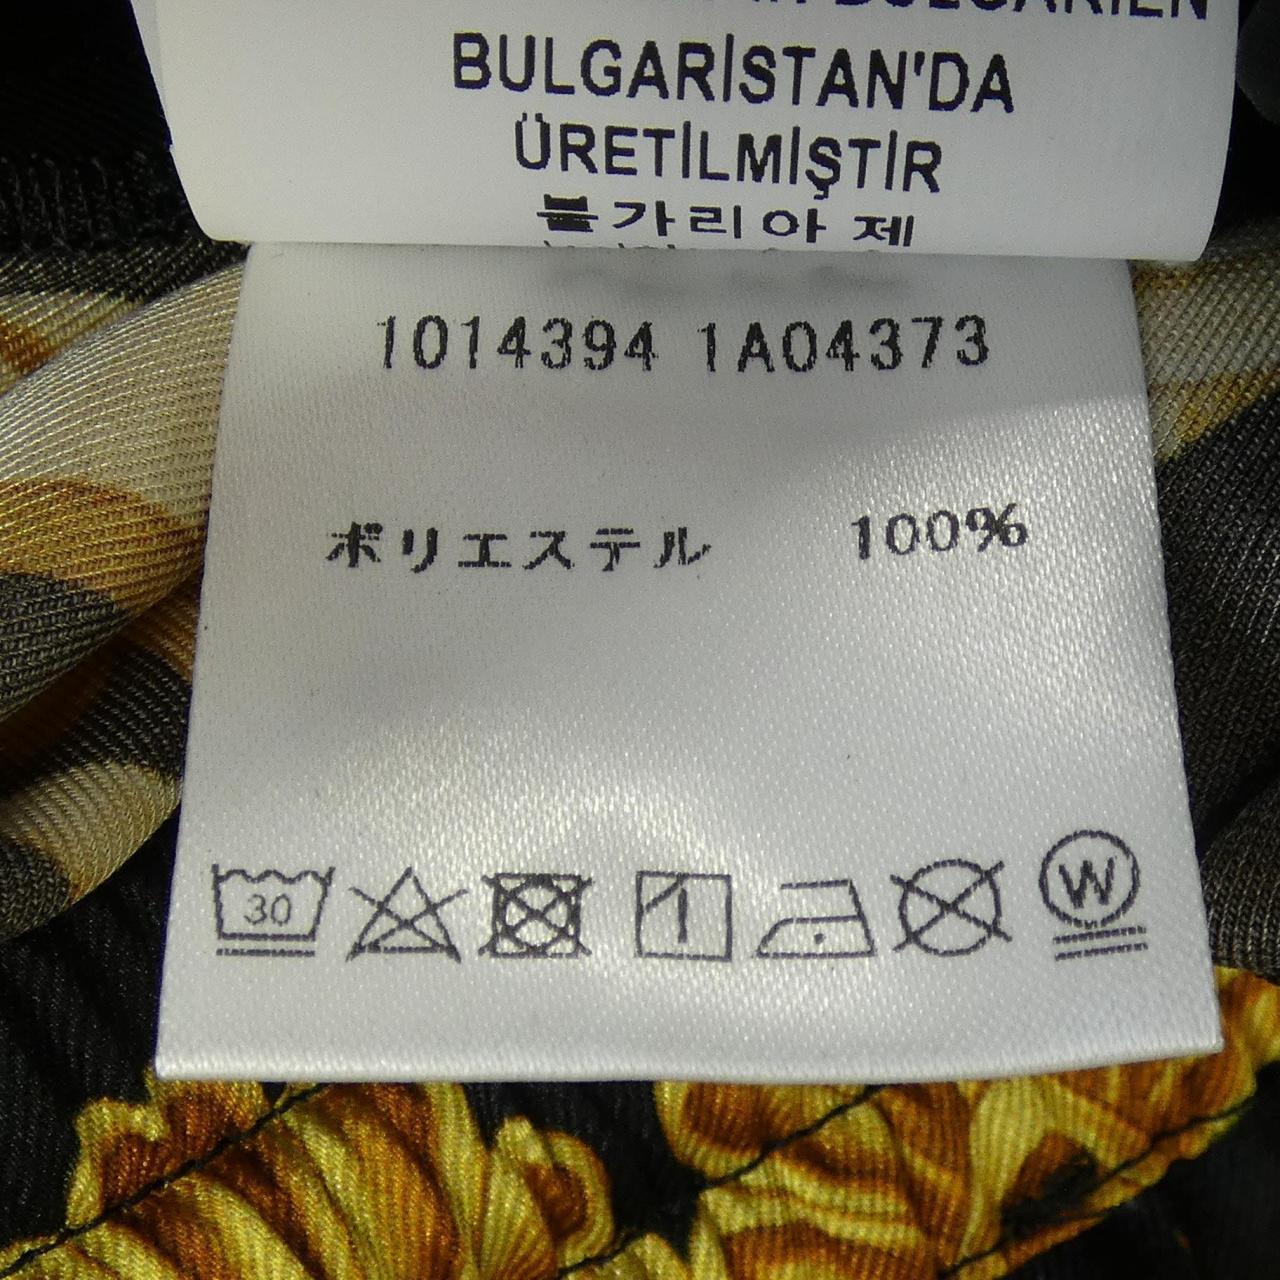 BULGARIEN
BULGARİSTAN'DA
ÜRETİLMİŞTİR
불가리아 제
1014394 1A04373
ポリエステル 100%
30
W